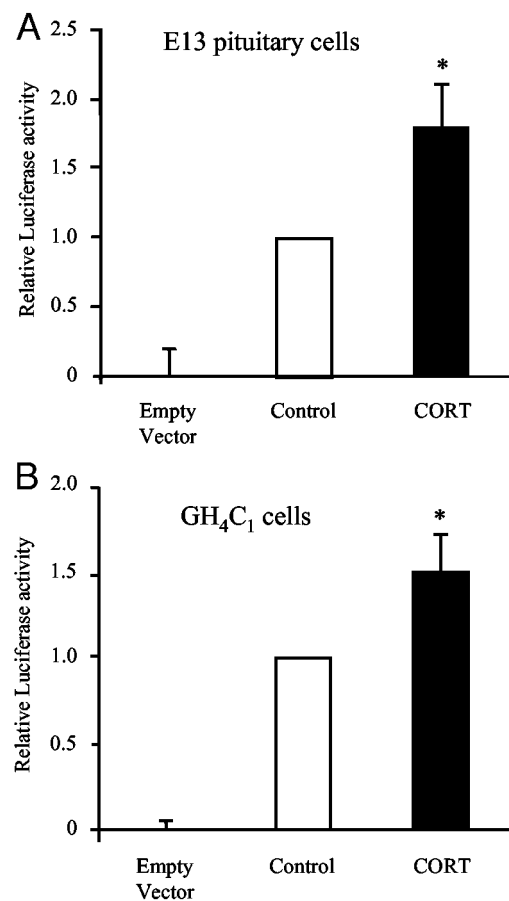 A
E13 pituitary cells
Relative Luciferase activity
2.5
2.0
1.5
1.0
0.5
0
*
Empty
Vector
Control
CORT
B
GH4C1 cells
Relative Luciferase activity
2.0
1.5
1.0
0.5
0
*
Empty
Vector
Control
CORT